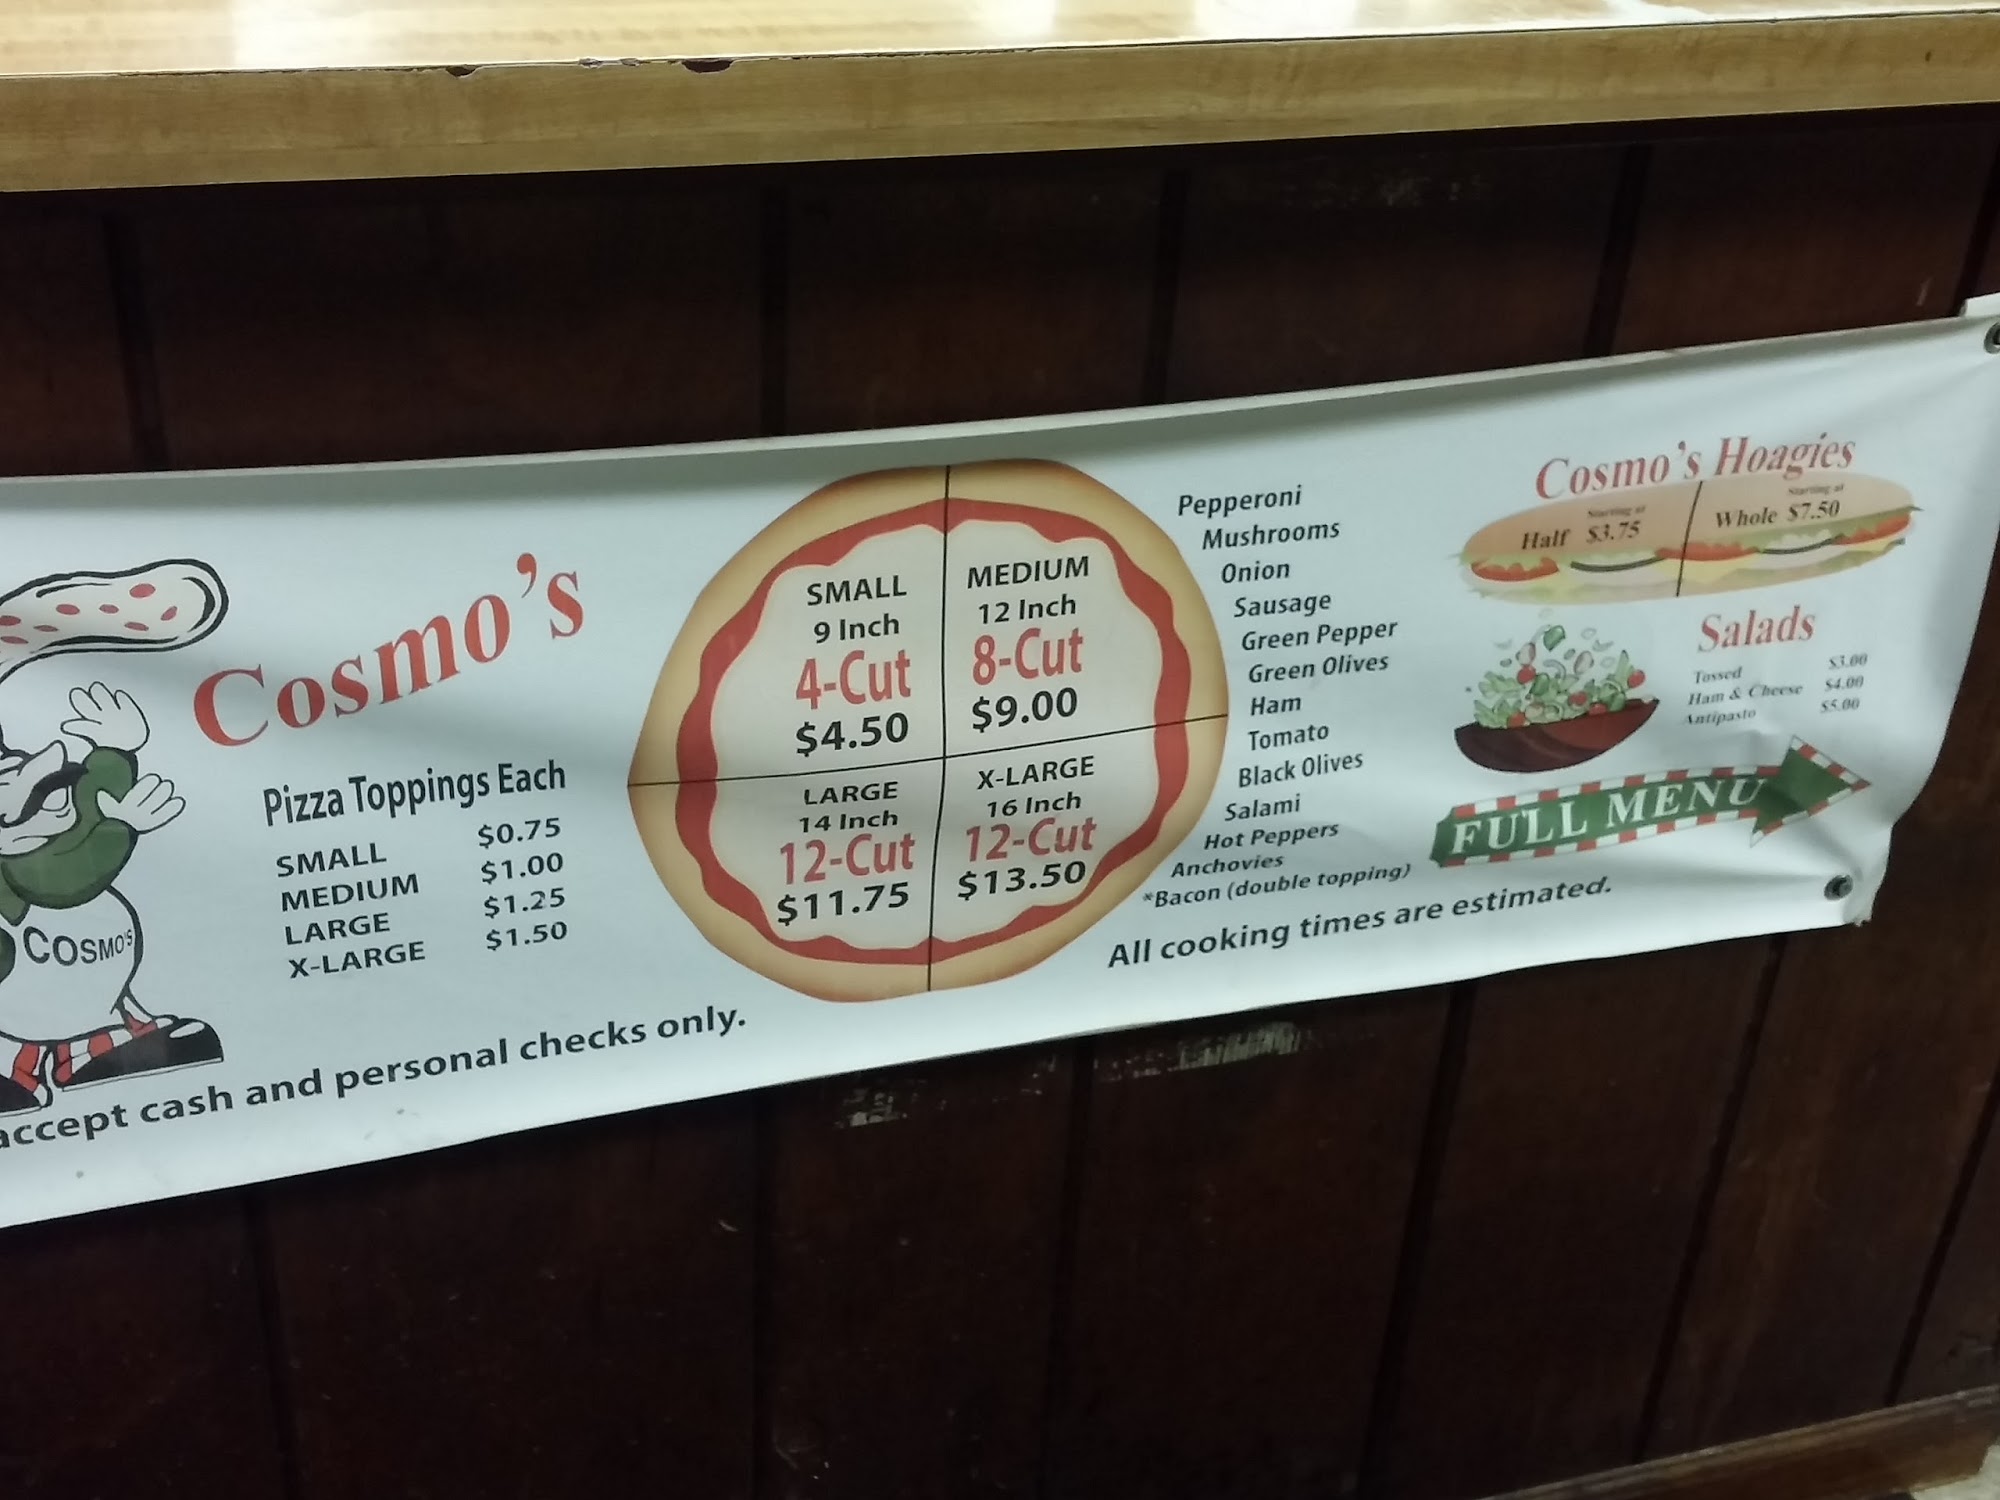 Cosmo's
Pizza Toppings Each
SMALL $0.75
MEDIUM $1.00
LARGE $1.25
X-LARGE $1.50
COSMO'S
accept cash and personal checks only.
SMALL
9 Inch
4-Cut
$4.50
MEDIUM
12 Inch
8-Cut
$9.00
LARGE
14 Inch
12-Cut
$11.75
X-LARGE
16 Inch
12-Cut
$13.50
Pepperoni
Mushrooms
Onion
Sausage
Green Pepper
Green Olives
Ham
Tomato
Black Olives
Salami
Hot Peppers
Anchovies
*Bacon (double topping)
All cooking times are estimated.
Cosmo's Hoagies
Starting at
Half $3.75
Starting at
Whole $7.50
Salads
Tossed $3.00
Ham & Cheese $4.00
Antipasto $5.00
FULL MENU